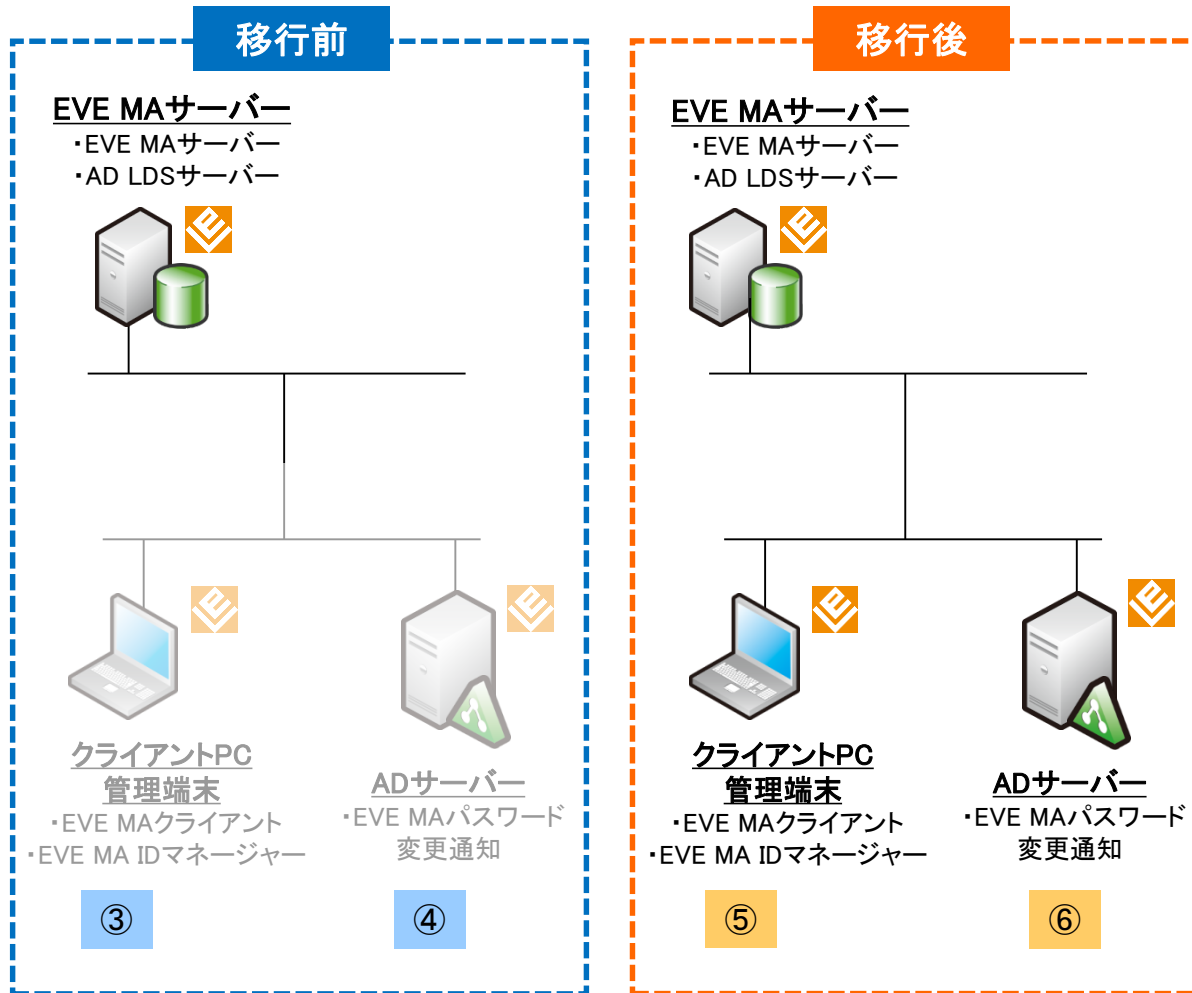 移行前
EVE MAサーバー
・EVE MAサーバー
・AD LDSサーバー
クライアントPC
管理端末
・EVE MAクライアント
・EVE MA IDマネージャー
③
ADサーバー
・EVE MAパスワード
変更通知
④
移行後
EVE MAサーバー
・EVE MAサーバー
・AD LDSサーバー
クライアントPC
管理端末
・EVE MAクライアント
・EVE MA IDマネージャー
⑤
ADサーバー
・EVE MAパスワード
変更通知
⑥